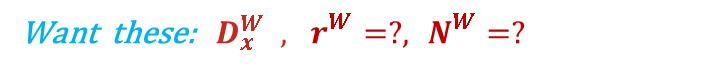 Want these: D_x^W , r^W =?, N^W =?